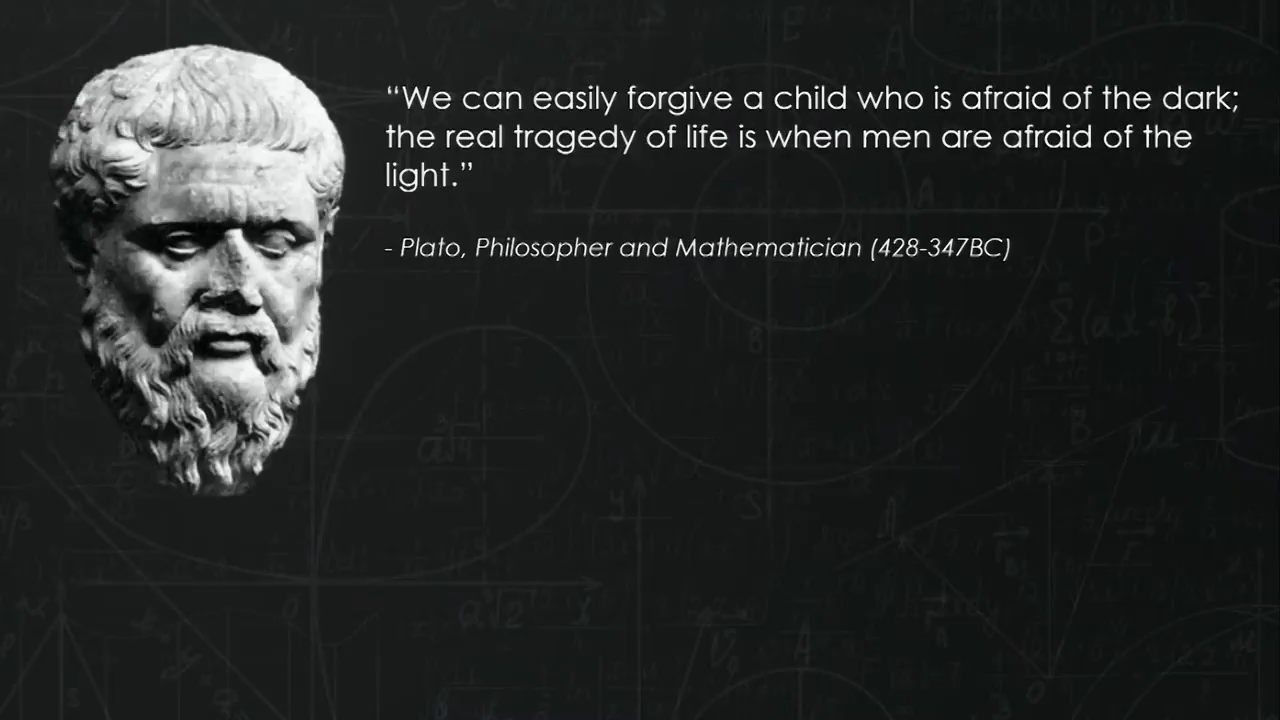 “We can easily forgive a child who is afraid of the dark;
the real tragedy of life is when men are afraid of the
light.”
- Plato, Philosopher and Mathematician (428-347BC)